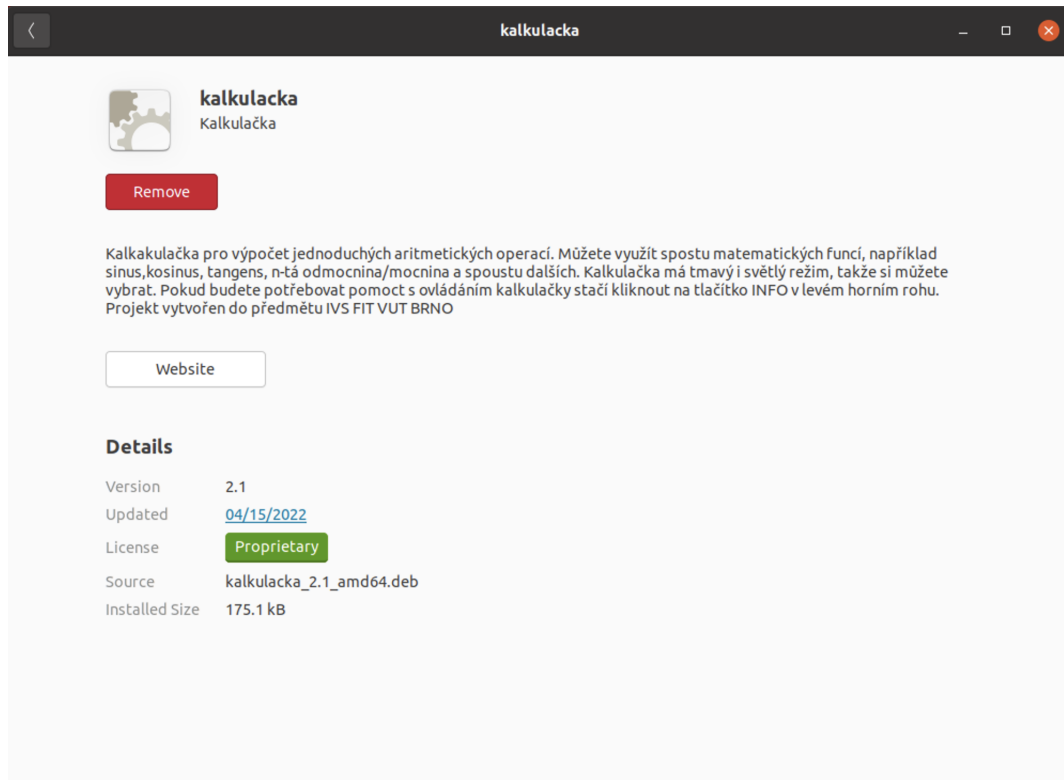 kalkulacka
kalkulacka
Kalkulačka
Remove
Kalkakulačka pro výpočet jednoduchých aritmetických operací. Můžete využít spostu matematických funcí, například
sinus,kosinus, tangens, n-tá odmocnina/mocnina a spoustu dalších. Kalkulačka má tmavý i světlý režim, takže si můžete
vybrat. Pokud budete potřebovat pomoct s ovládáním kalkulačky stačí kliknout na tlačítko INFO v levém horním rohu.
Projekt vytvořen do předmětu IVS FIT VUT BRNO
Website
Details
Version 2.1
Updated 04/15/2022
License Proprietary
Source kalkulacka_2.1_amd64.deb
Installed Size 175.1 kB